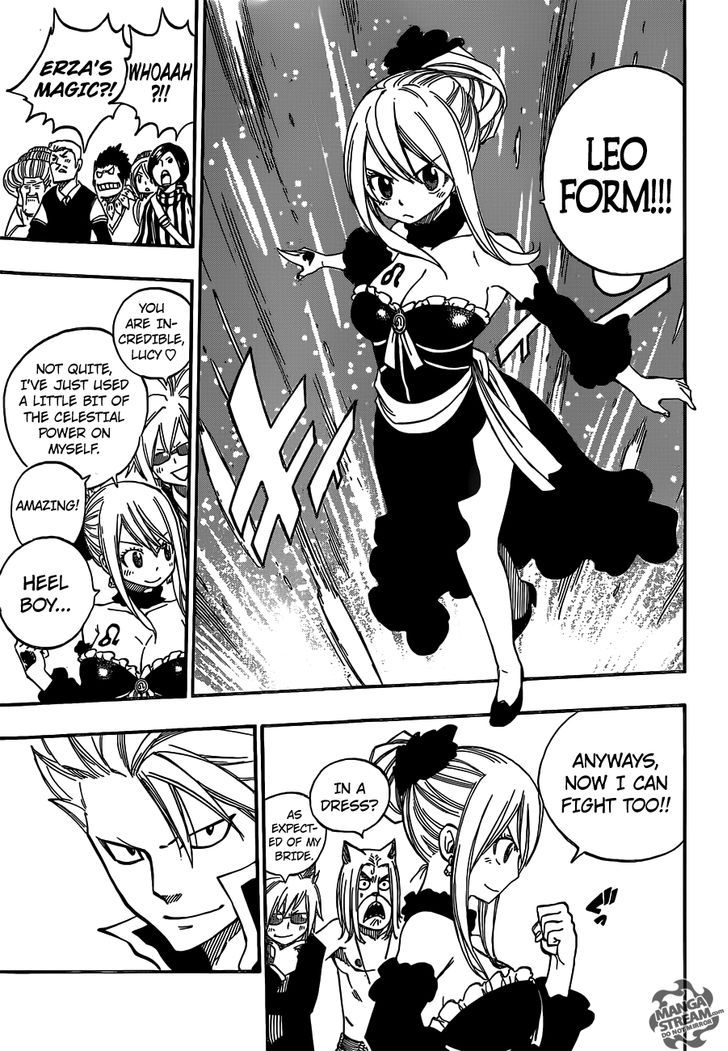 LEO
FORM!!!
WHOAAH
?!!
ERZA'S
MAGIC?!
YOU
ARE IN-
CREDIBLE,
LUCY♡
NOT QUITE,
I'VE JUST USED
A LITTLE BIT OF
THE CELESTIAL
POWER ON
MYSELF.
AMAZING!
HEEL
BOY...
ANYWAYS,
NOW I CAN
FIGHT TOO!!
IN A
DRESS?
AS
EXPECT-
ED OF MY
BRIDE.
MANGA
STREAM.com
DO NOT MIRROR